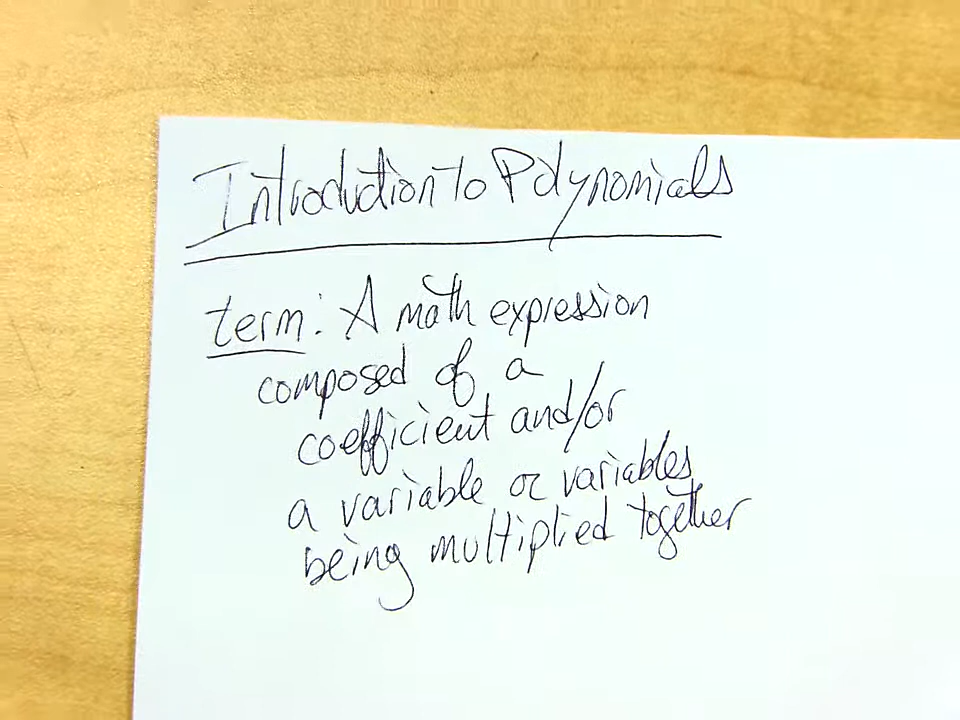 Introduction to Polynomials
term: A math expression
composed of a
coefficient and/or
a variable or variables
being multiplied together